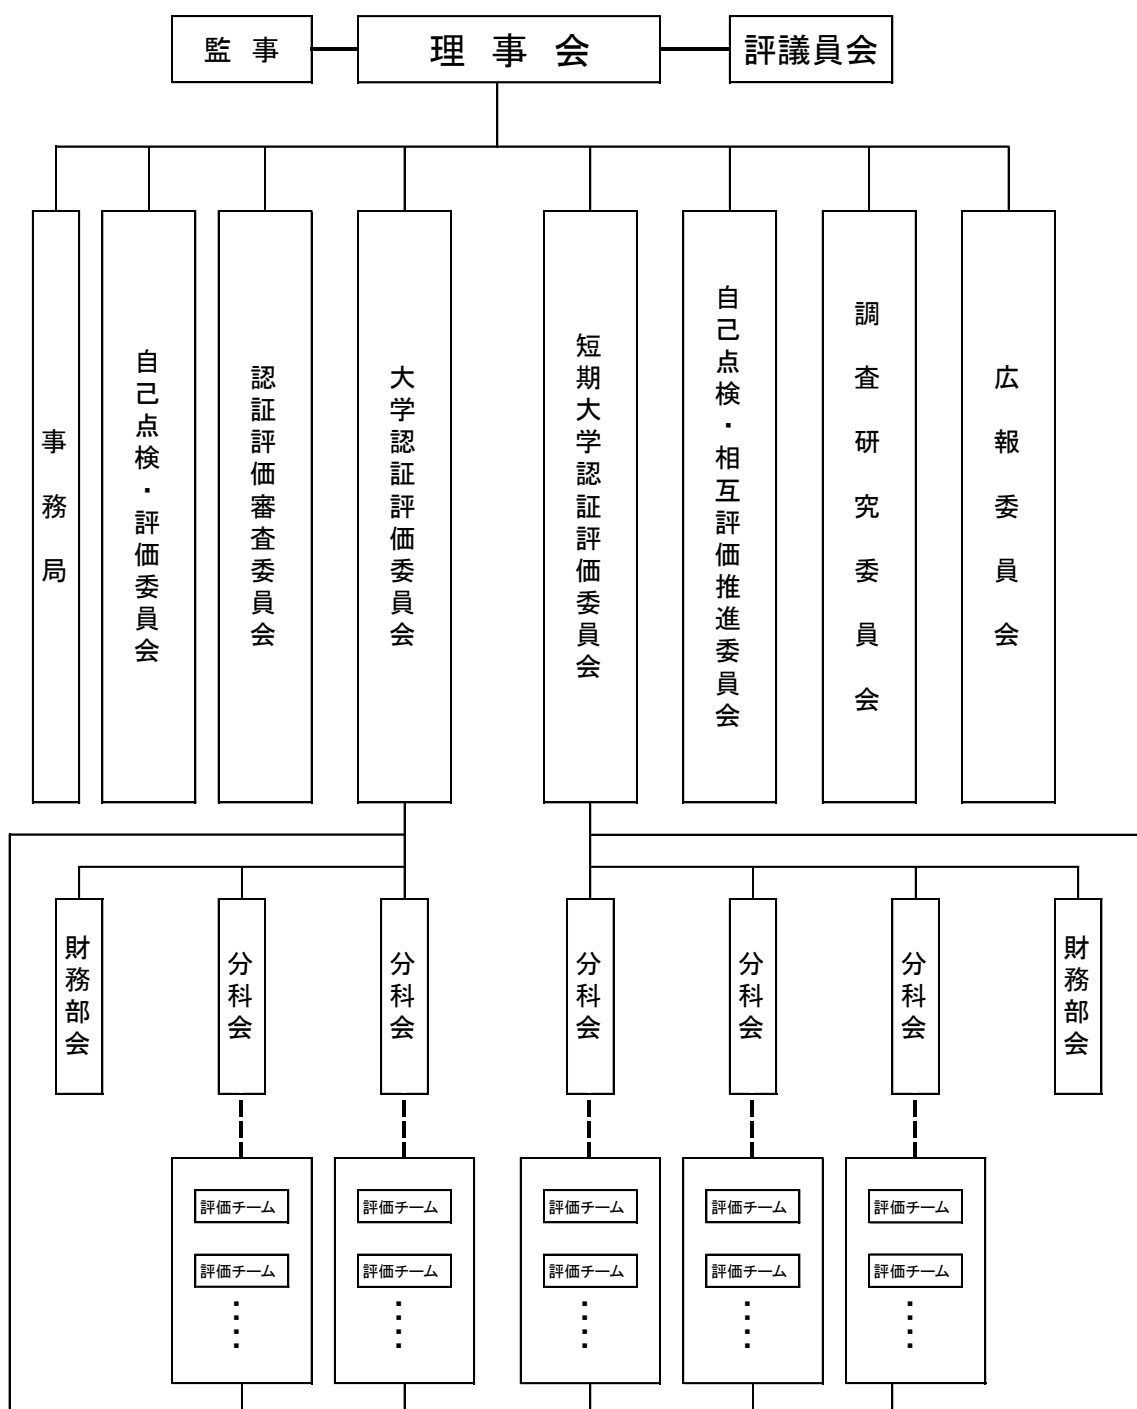 監 事
理 事 会
評議員会
事務局
自己点検・評価委員会
認証評価審査委員会
大学認証評価委員会
短期大学認証評価委員会
自己点検・相互評価推進委員会
調査研究委員会
広報委員会
財務部会
分科会
分科会
分科会
分科会
分科会
財務部会
評価チーム
評価チーム
評価チーム
評価チーム
評価チーム
評価チーム
評価チーム
評価チーム
評価チーム
評価チーム